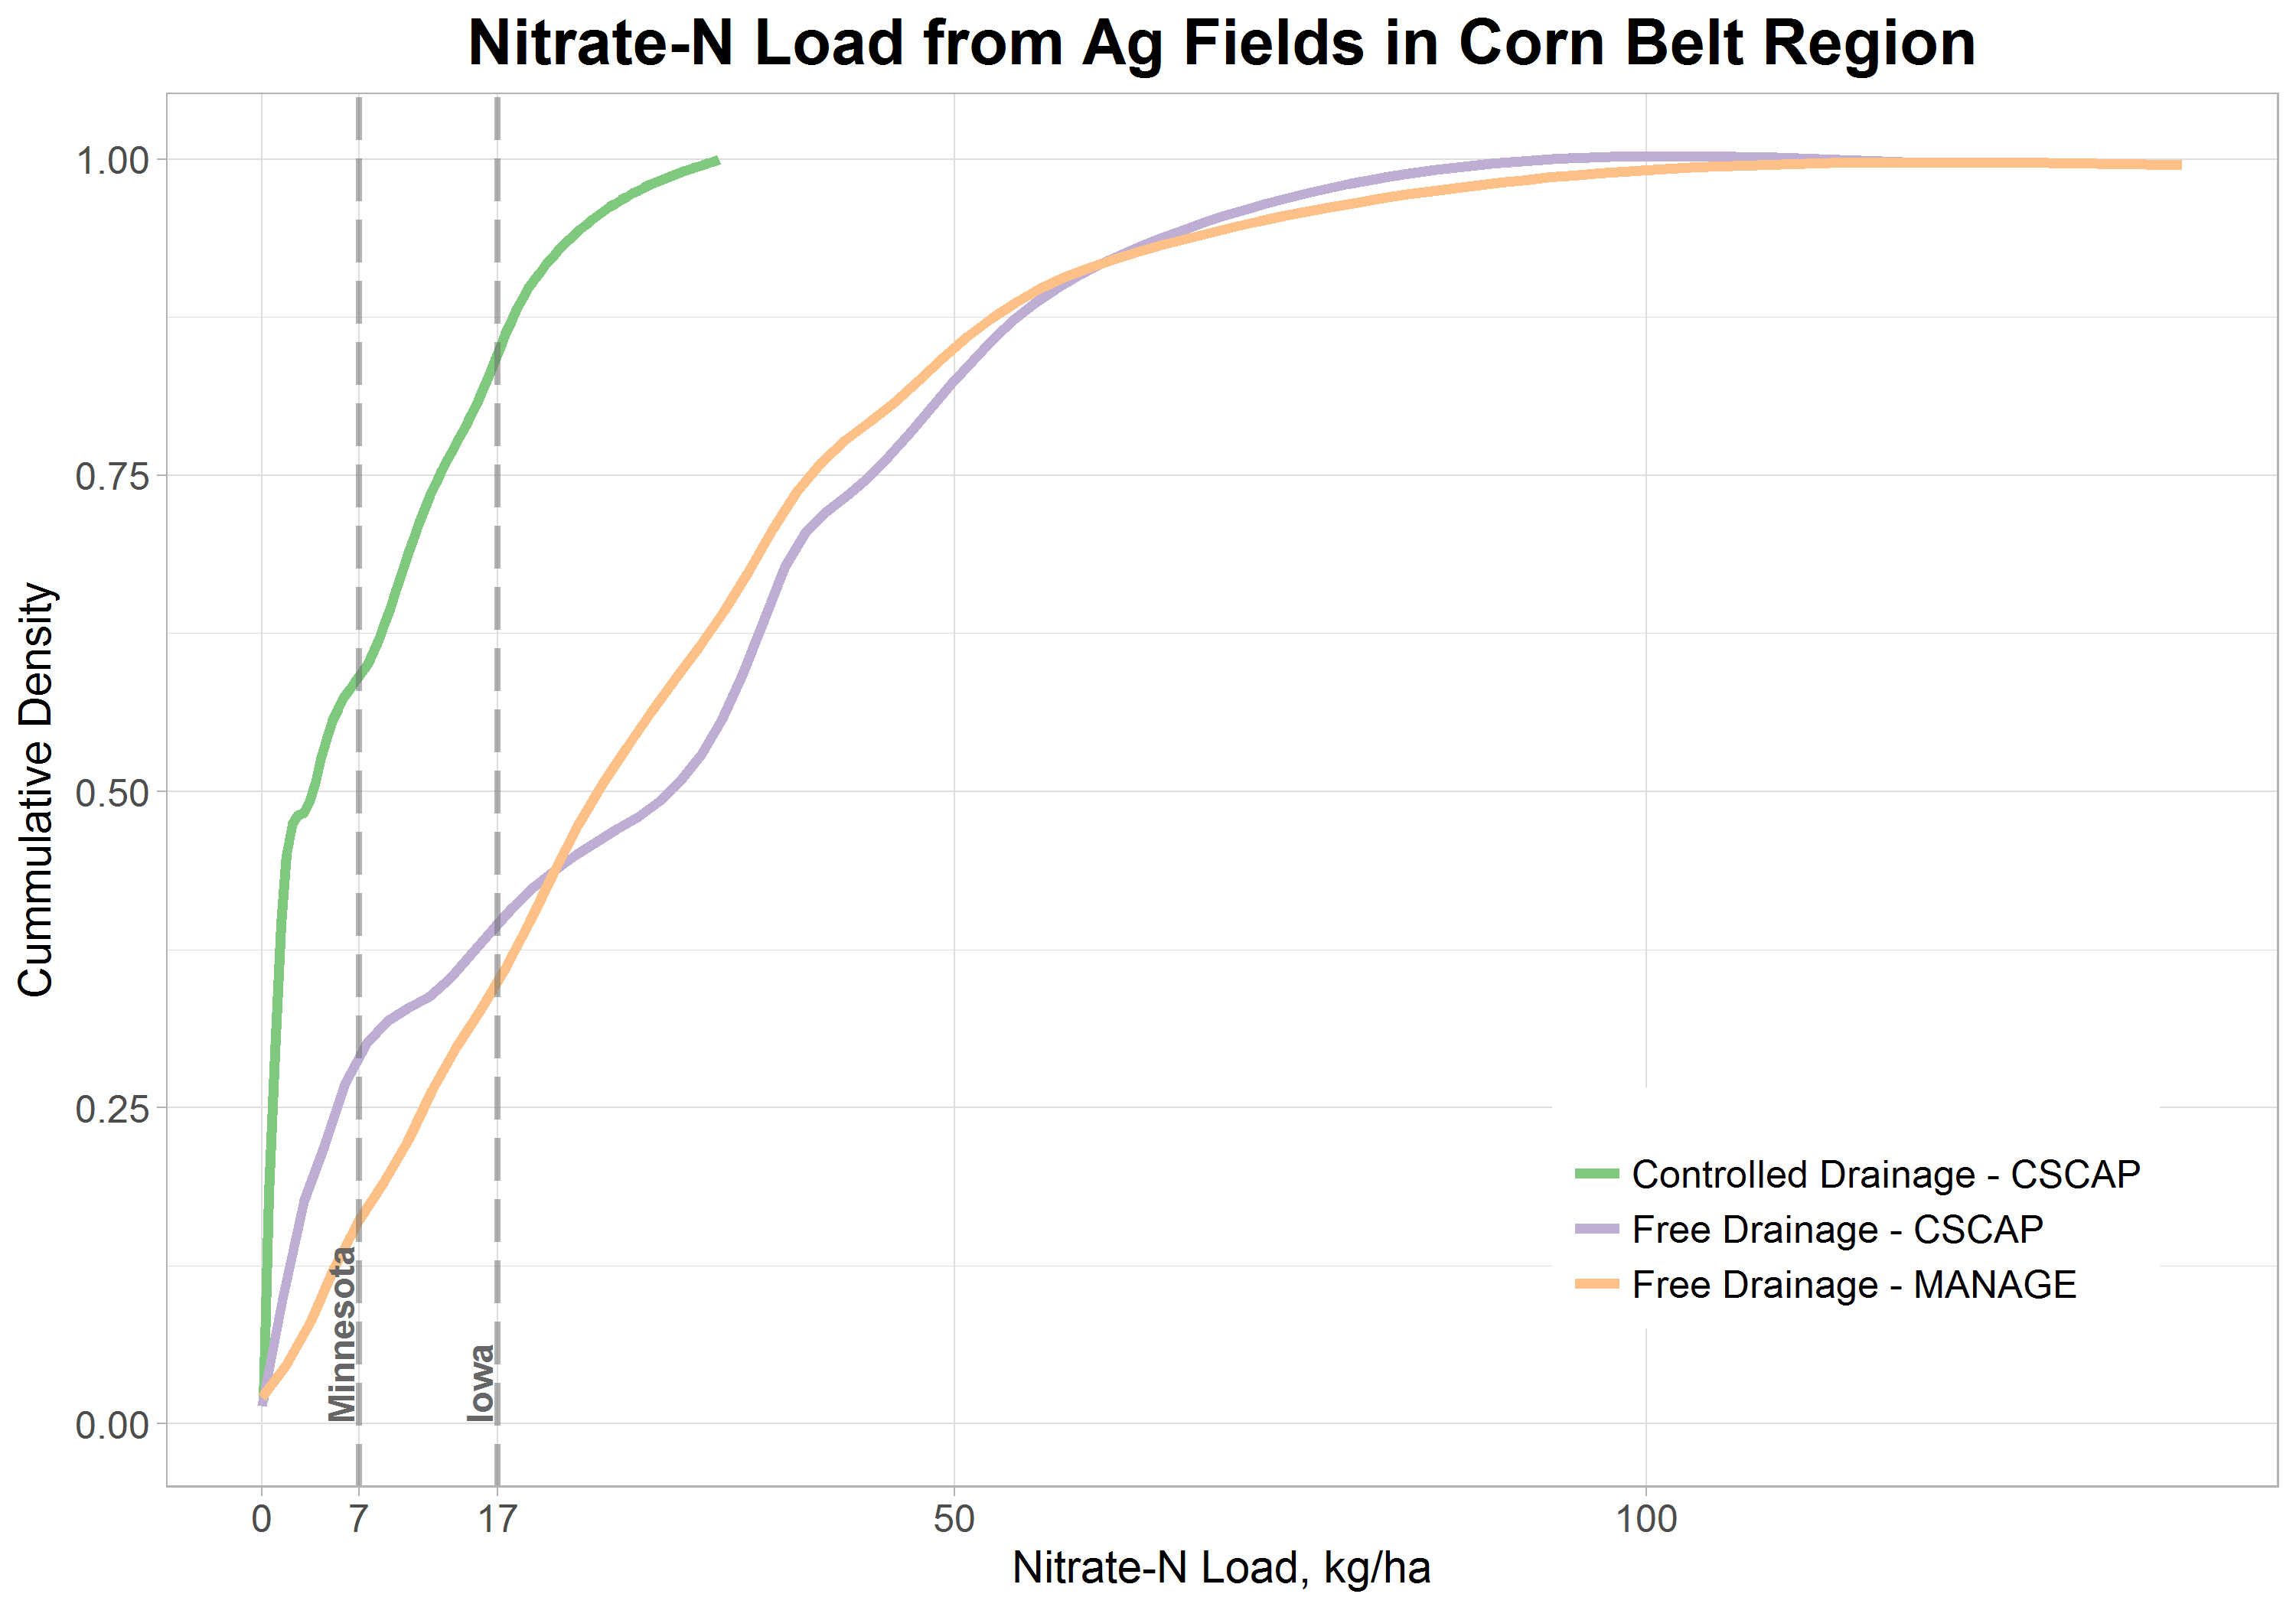 Nitrate-N Load from Ag Fields in Corn Belt Region
Cummulative Density
1.00
0.75
0.50
0.25
0.00
Minnesota
Iowa
Controlled Drainage - CSCAP
Free Drainage - CSCAP
Free Drainage - MANAGE
0 7 17 50 100
Nitrate-N Load, kg/ha